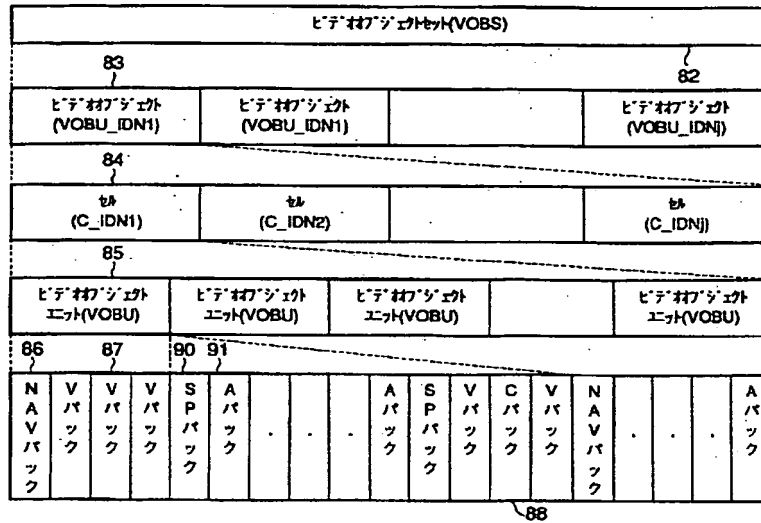 ビデオオブジェクトセット(VOBS)
83
82
ビデオオブジェクト
(VOBU_IDN1)
ビデオオブジェクト
(VOBU_IDN1)
ビデオオブジェクト
(VOBU_IDNj)
84
セル
(C_IDN1)
セル
(C_IDN2)
セル
(C_IDNj)
85
ビデオオブジェクト
ユニット(VOBU)
ビデオオブジェクト
ユニット(VOBU)
ビデオオブジェクト
ユニット(VOBU)
ビデオオブジェクト
ユニット(VOBU)
86
87
90
91
NAVパック
Vパック
Vパック
Vパック
SPパック
Aパック
・
・
・
Aパック
SPパック
Vパック
Cパック
Vパック
NAVパック
・
・
・
Aパック
88